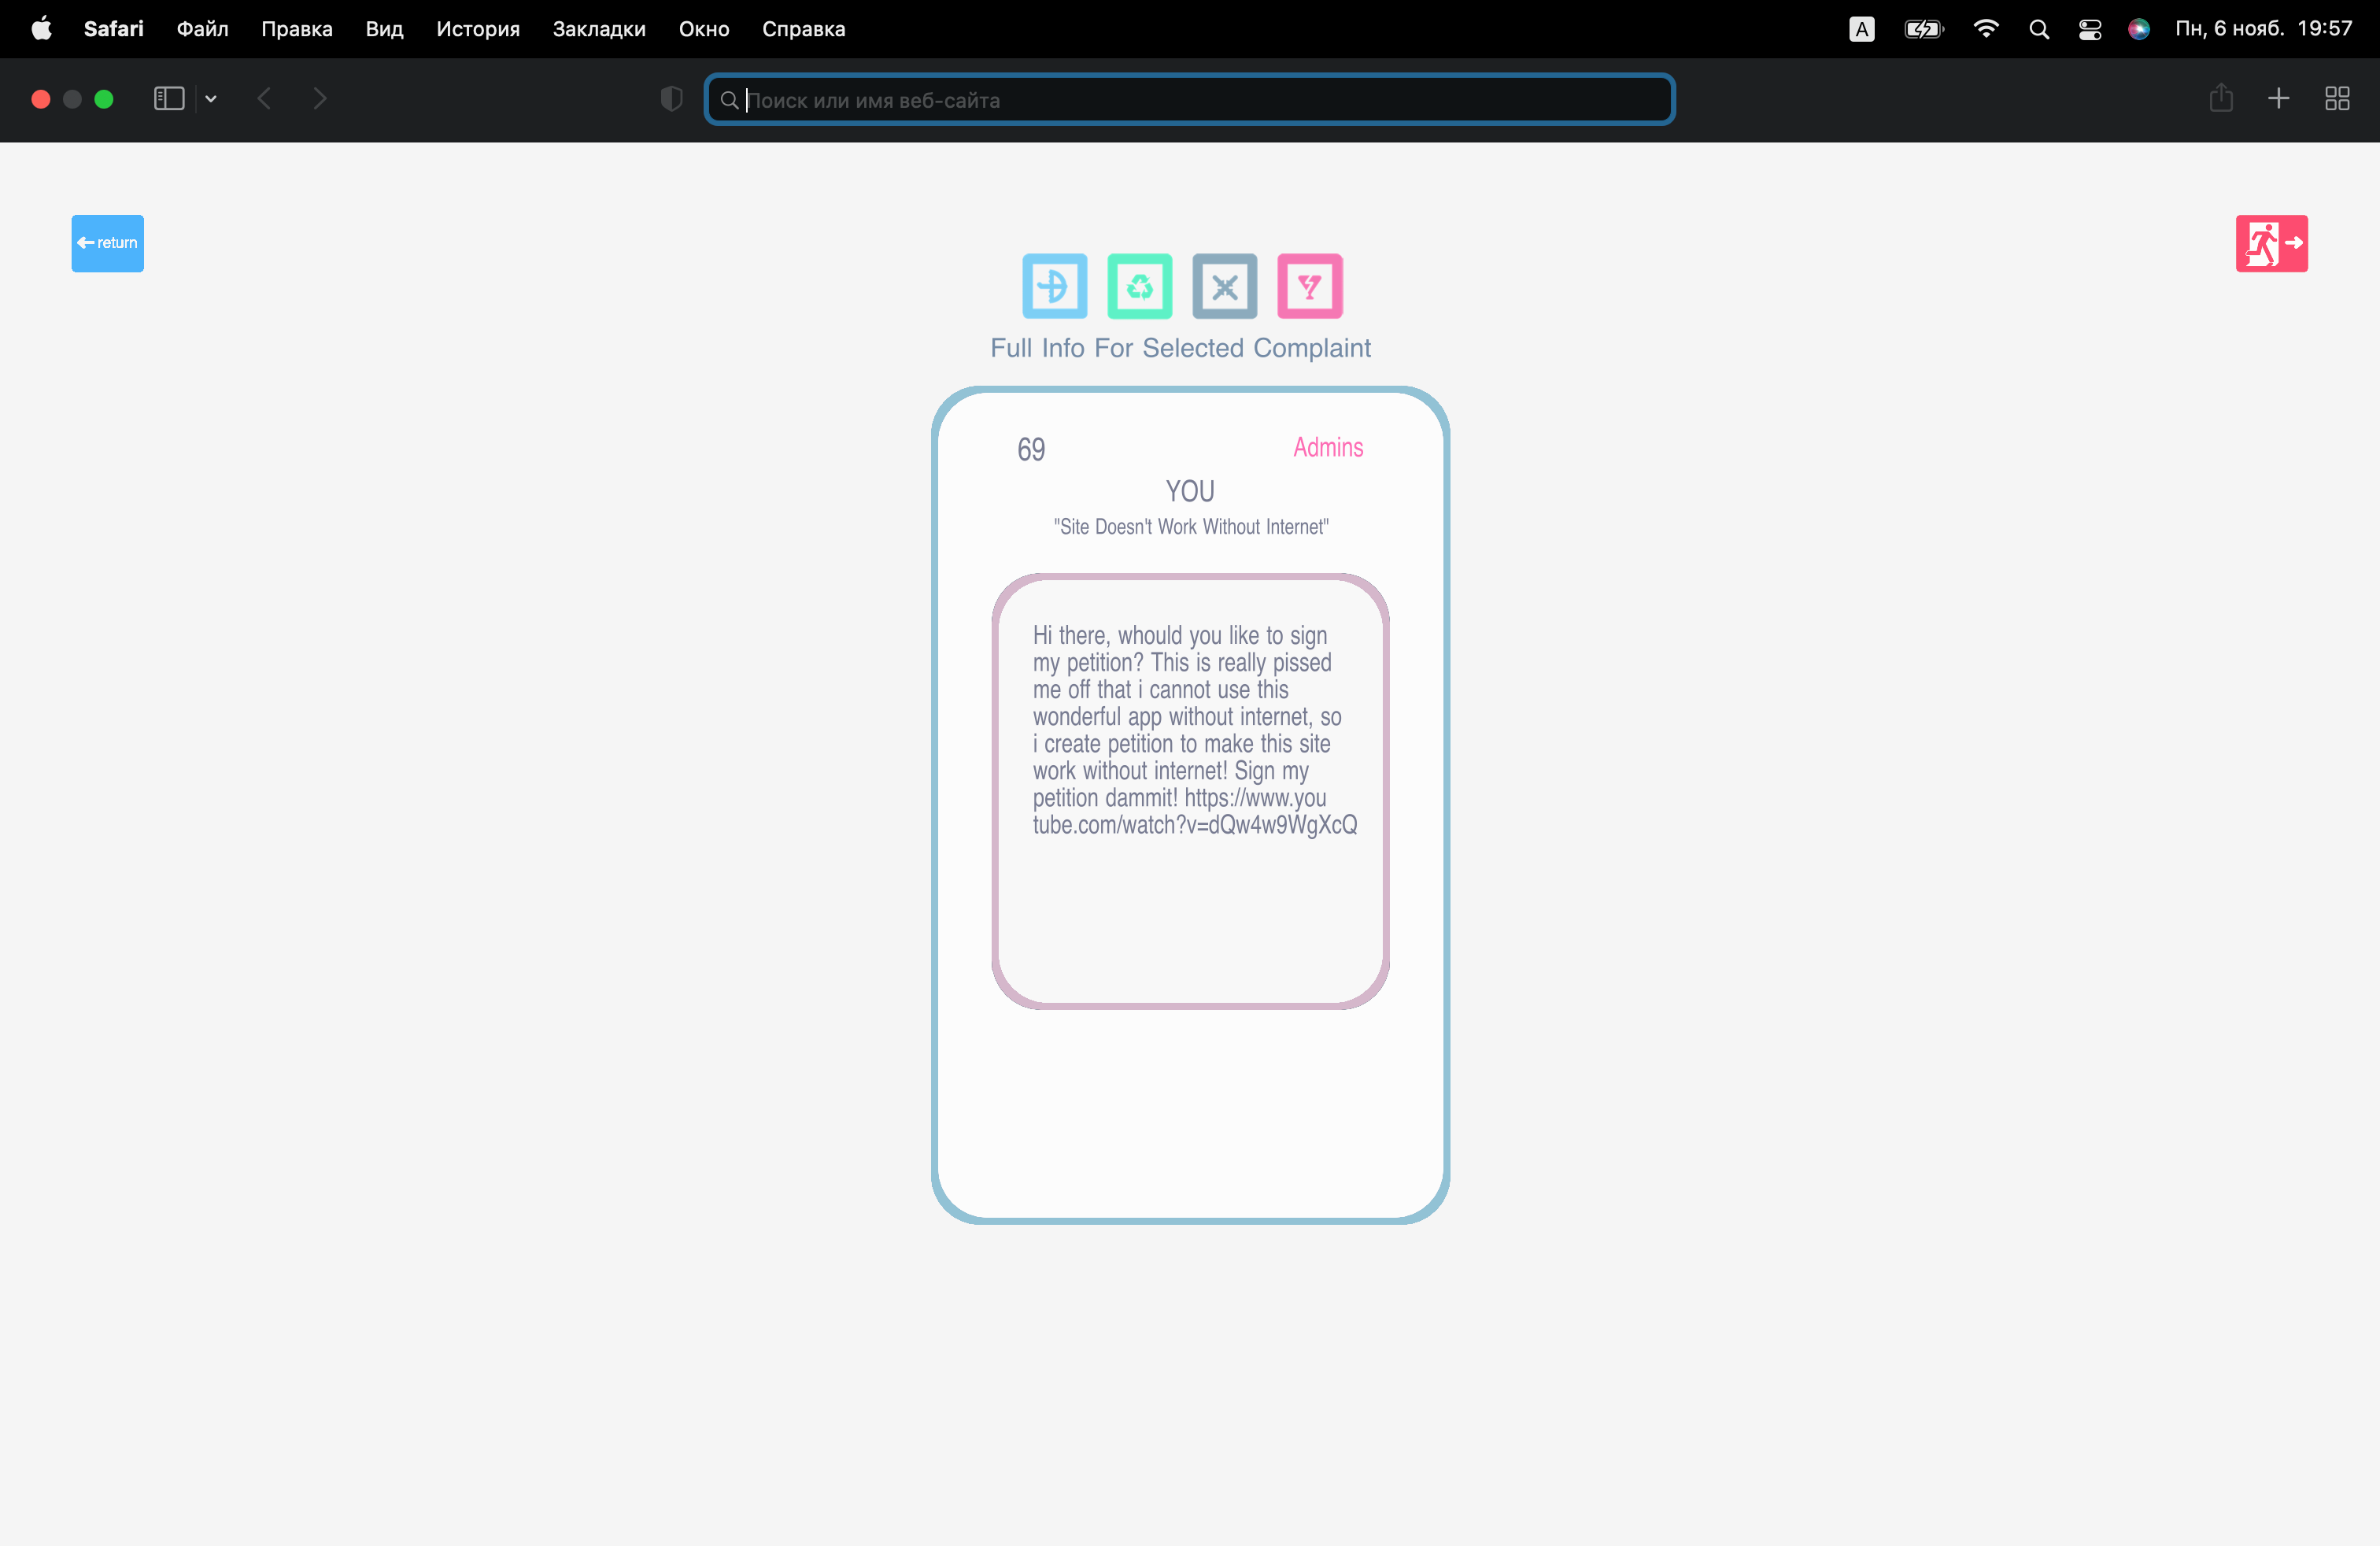 Safari Файл Правка Вид История Закладки Окно Справка A Пн, 6 нояб. 19:57
Поиск или имя веб-сайта
return
Full Info For Selected Complaint
69 Admins
YOU
"Site Doesn't Work Without Internet"
Hi there, whould you like to sign
my petition? This is really pissed
me off that i cannot use this
wonderful app without internet, so
i create petition to make this site
work without internet! Sign my
petition dammit! https://www.you
tube.com/watch?v=dQw4w9WgXcQ